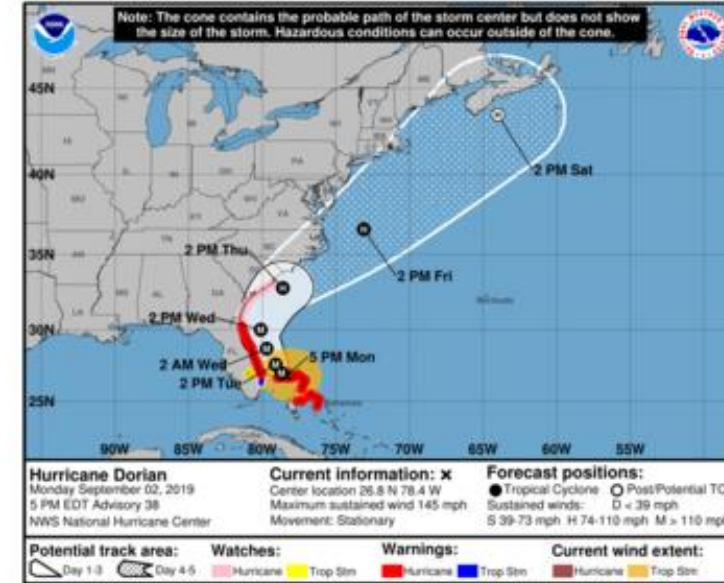 Note: The cone contains the probable path of the storm center but does not show
the size of the storm. Hazardous conditions can occur outside of the cone.
45N
40N
35N
30N
25N
90W
85W
80W
75W
70W
65W
60W
55W
2 PM Sat
2 PM Fri
2 PM Thu
2 PM Wed
2 AM Wed
2 PM Tue
5 PM Mon
Bermuda
Hurricane Dorian
Monday September 02, 2019
5 PM EDT Advisory 38
NWS National Hurricane Center
Current information: x
Center location 26.8 N 78.4 W
Maximum sustained wind 145 mph
Movement: Stationary
Forecast positions:
Tropical Cyclone Post/Potential TC
Sustained winds: D < 39 mph
S 39-73 mph H 74-110 mph M > 110 mph
Potential track area:
Day 1-3 Day 4-5
Watches:
Hurricane Trop Stm
Warnings:
Hurricane Trop Stm
Current wind extent:
Hurricane Trop Stm